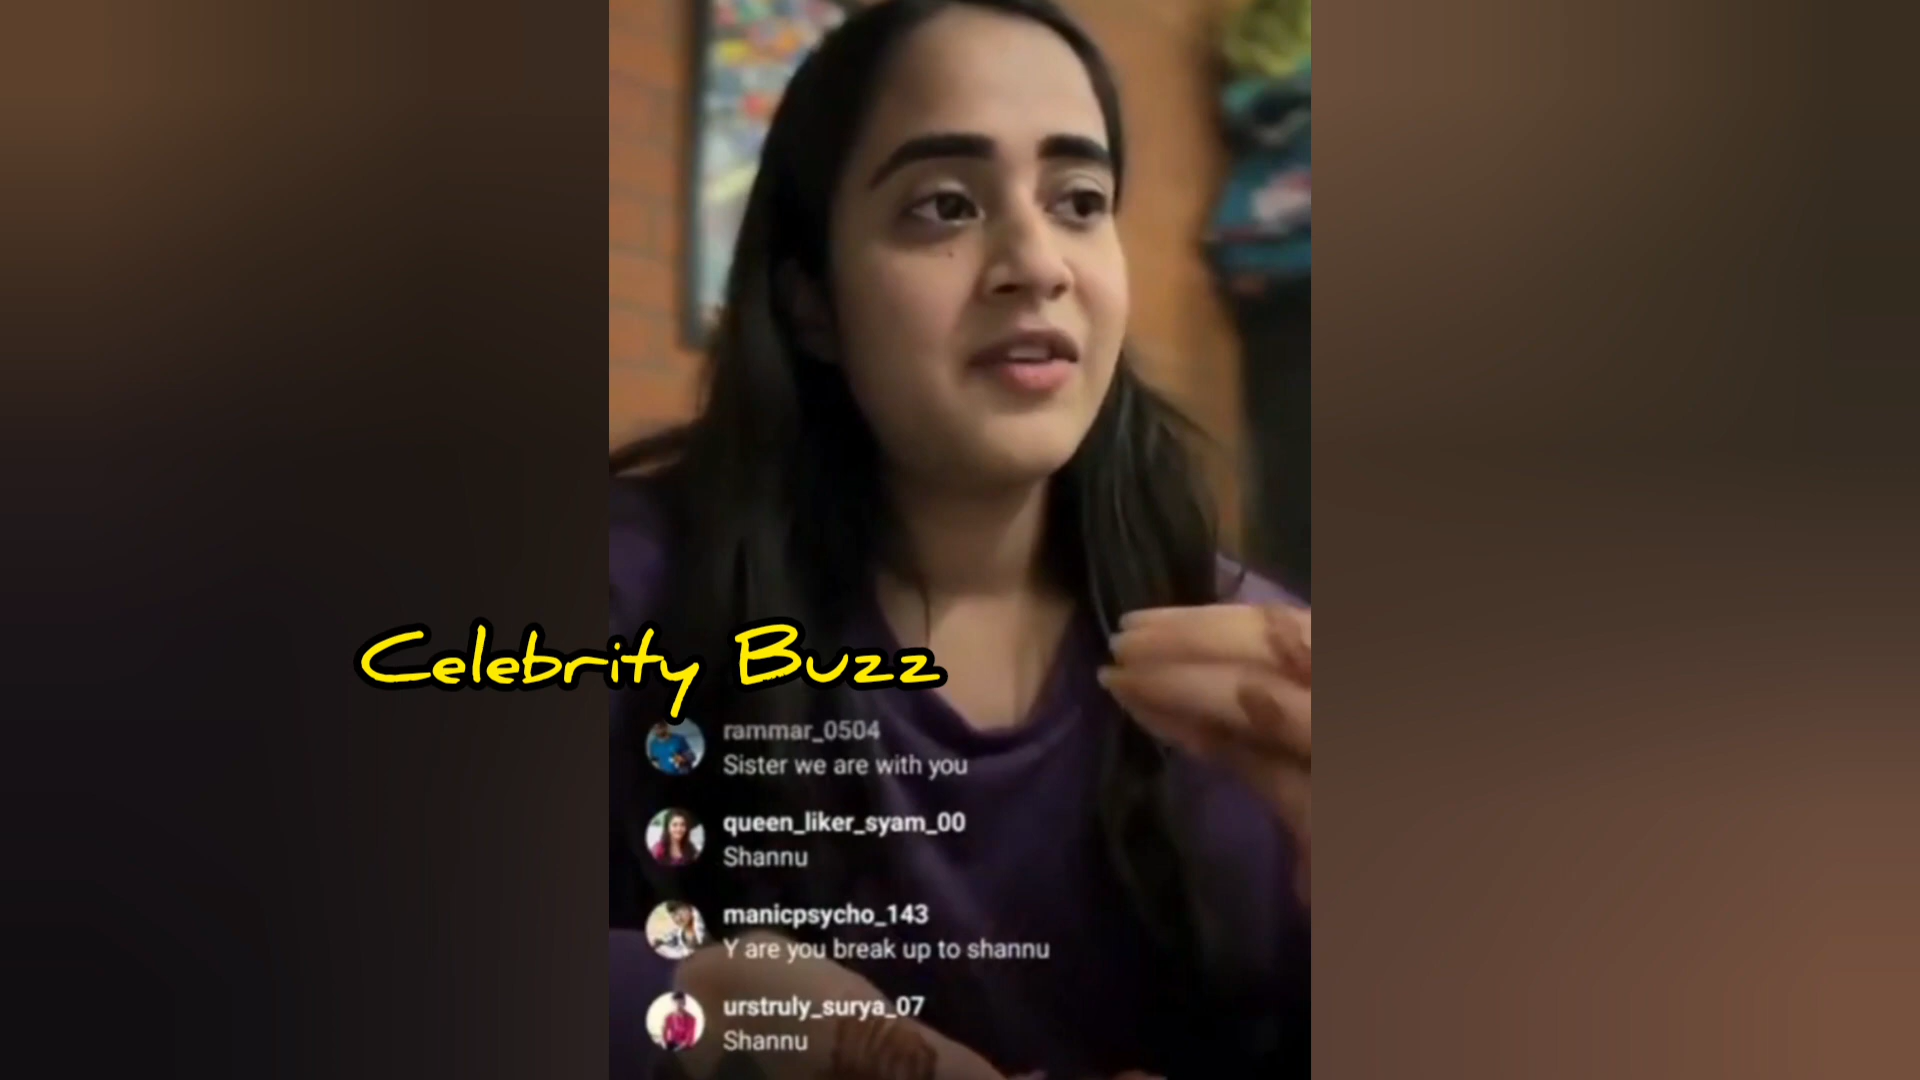 Celebrity Buzz
rammar_0504
Sister we are with you
queen_liker_syam_00
Shannu
manicpsycho_143
Y are you break up to shannu
urstruly_surya_07
Shannu